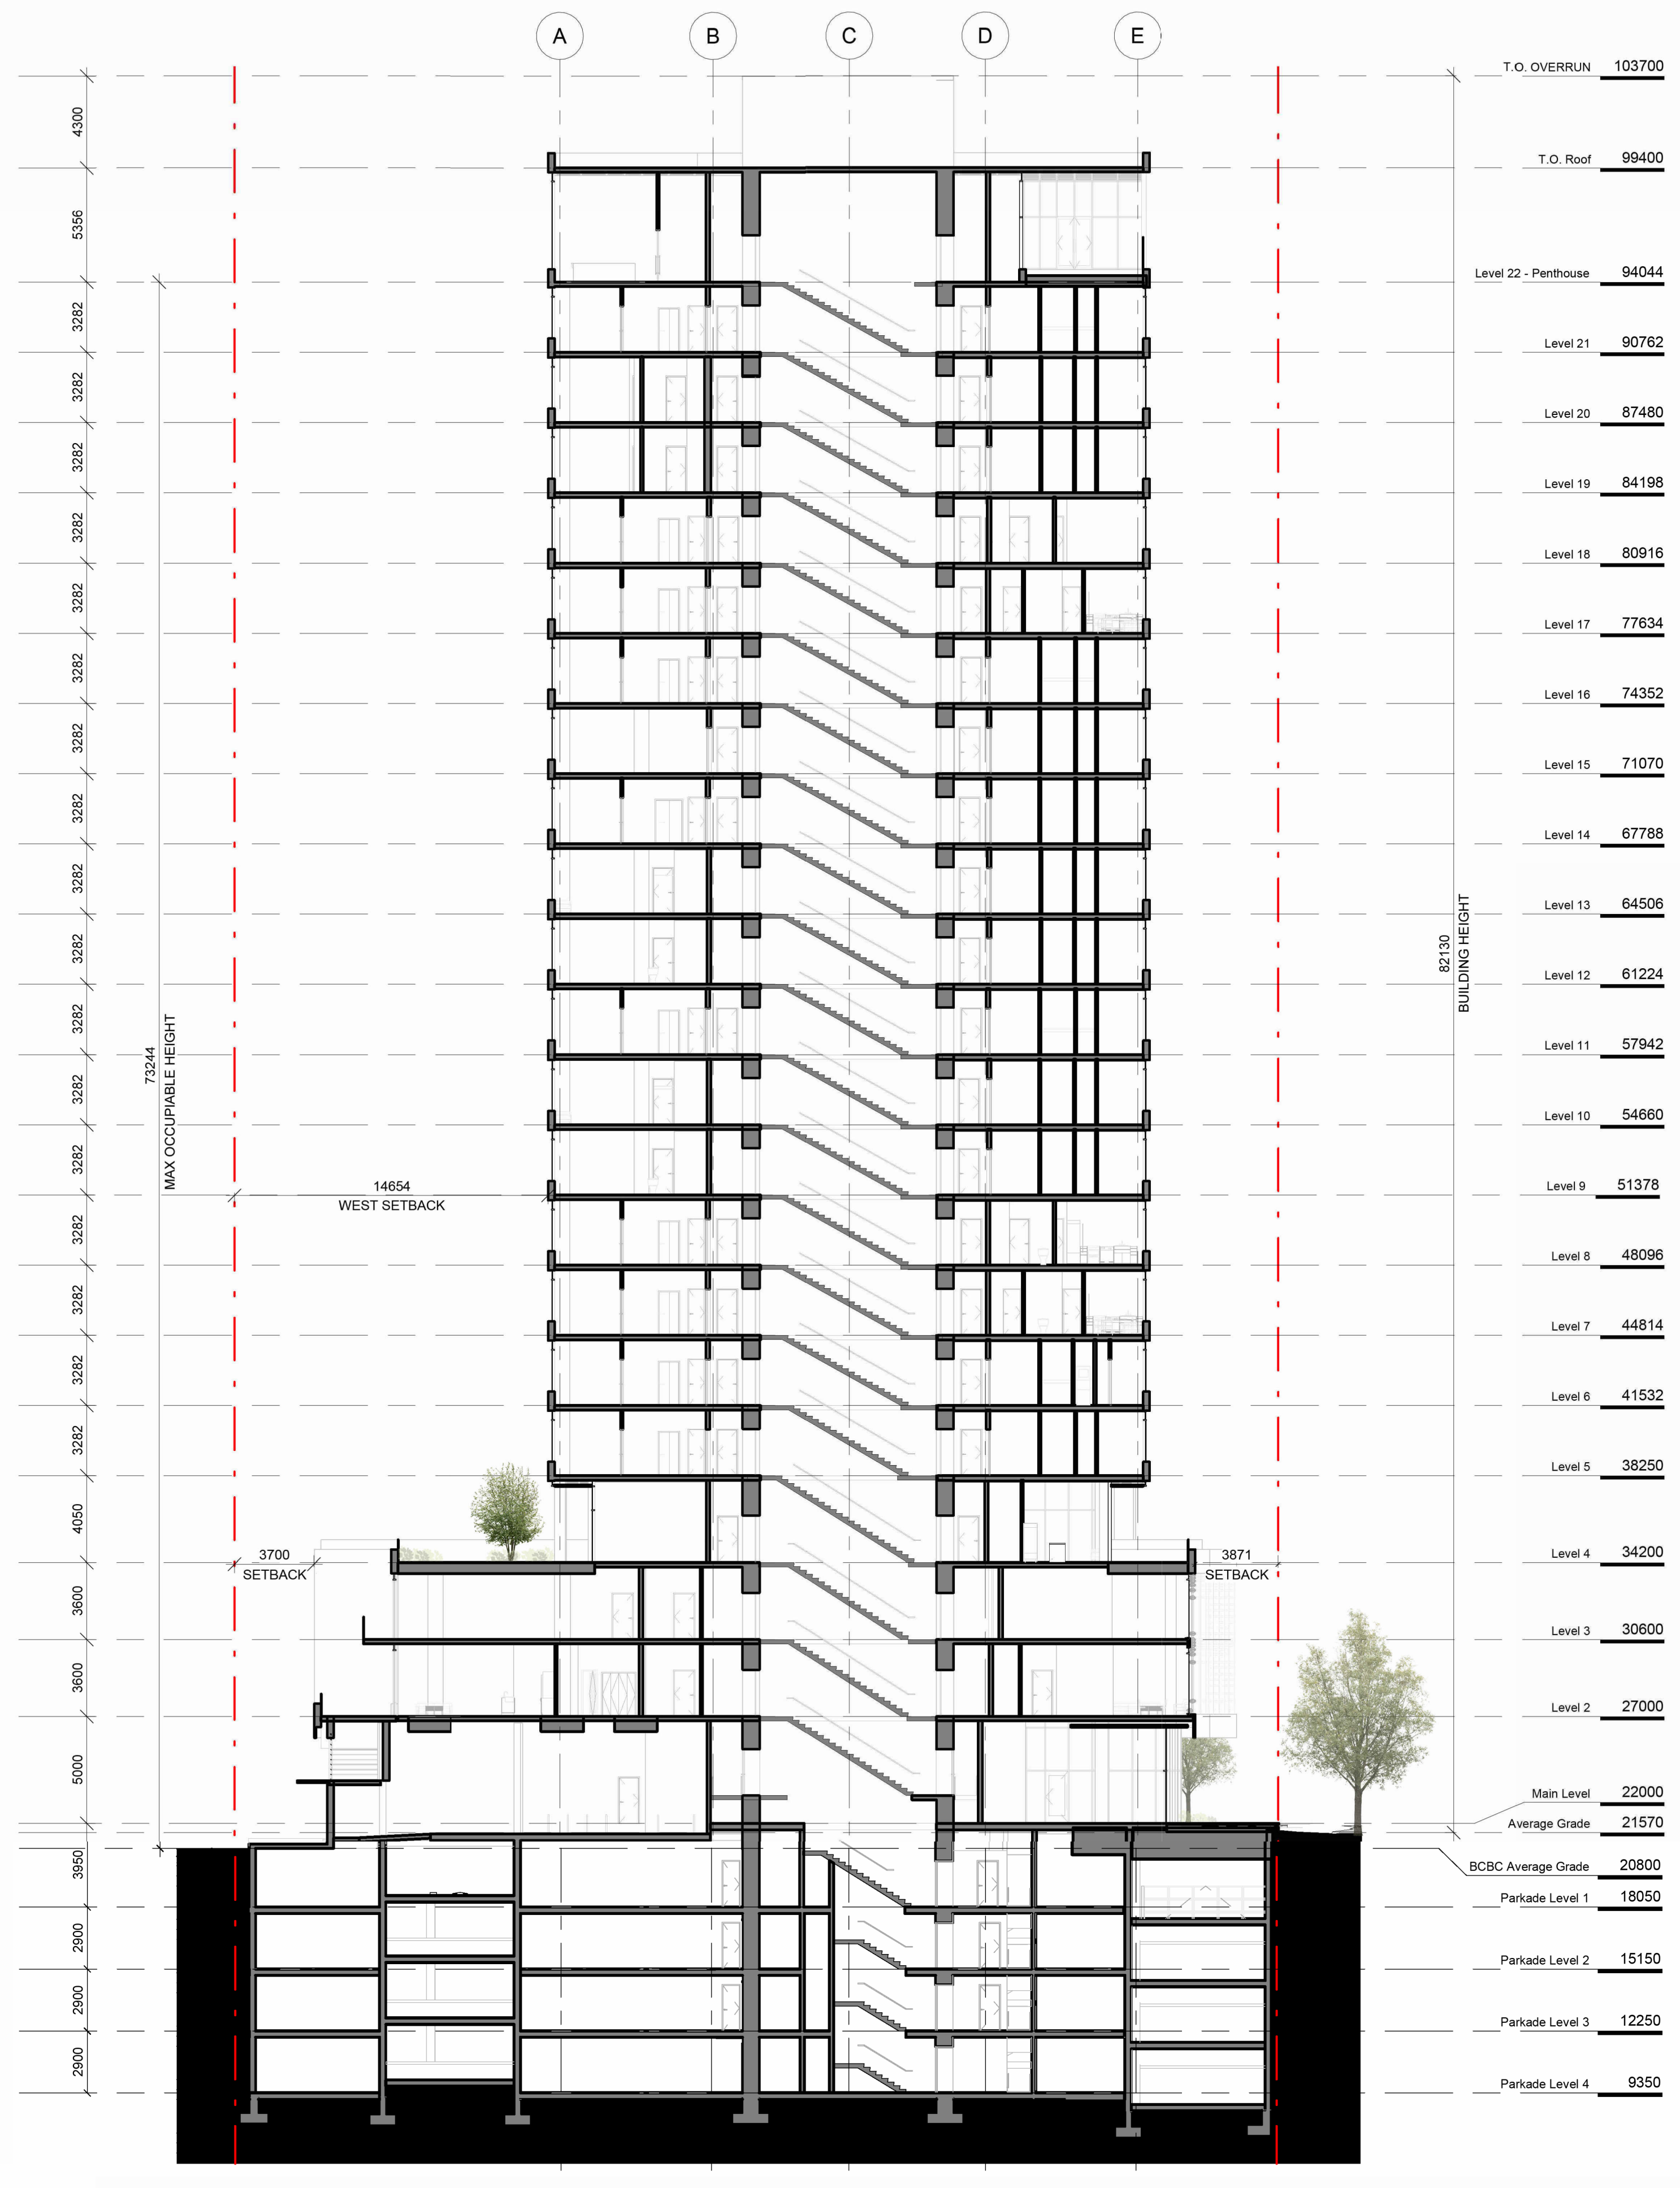 A B C D E
T.O. OVERRUN 103700
4300
T.O. Roof 99400
5356
Level 22 - Penthouse 94044
3282
Level 21 90762
3282
Level 20 87480
3282
Level 19 84198
3282
Level 18 80916
3282
Level 17 77634
3282
Level 16 74352
3282
Level 15 71070
3282
Level 14 67788
3282
Level 13 64506
82130
BUILDING HEIGHT
3282
Level 12 61224
3282
Level 11 57942
73244
MAX OCCUPIABLE HEIGHT
3282
Level 10 54660
3282
14654
WEST SETBACK
Level 9 51378
3282
Level 8 48096
3282
Level 7 44814
3282
Level 6 41532
3282
Level 5 38250
4050
3700
SETBACK
3871
SETBACK
Level 4 34200
3600
Level 3 30600
3600
Level 2 27000
5000
Main Level 22000
Average Grade 21570
BCBC Average Grade 20800
3950
Parkade Level 1 18050
2900
Parkade Level 2 15150
2900
Parkade Level 3 12250
2900
Parkade Level 4 9350